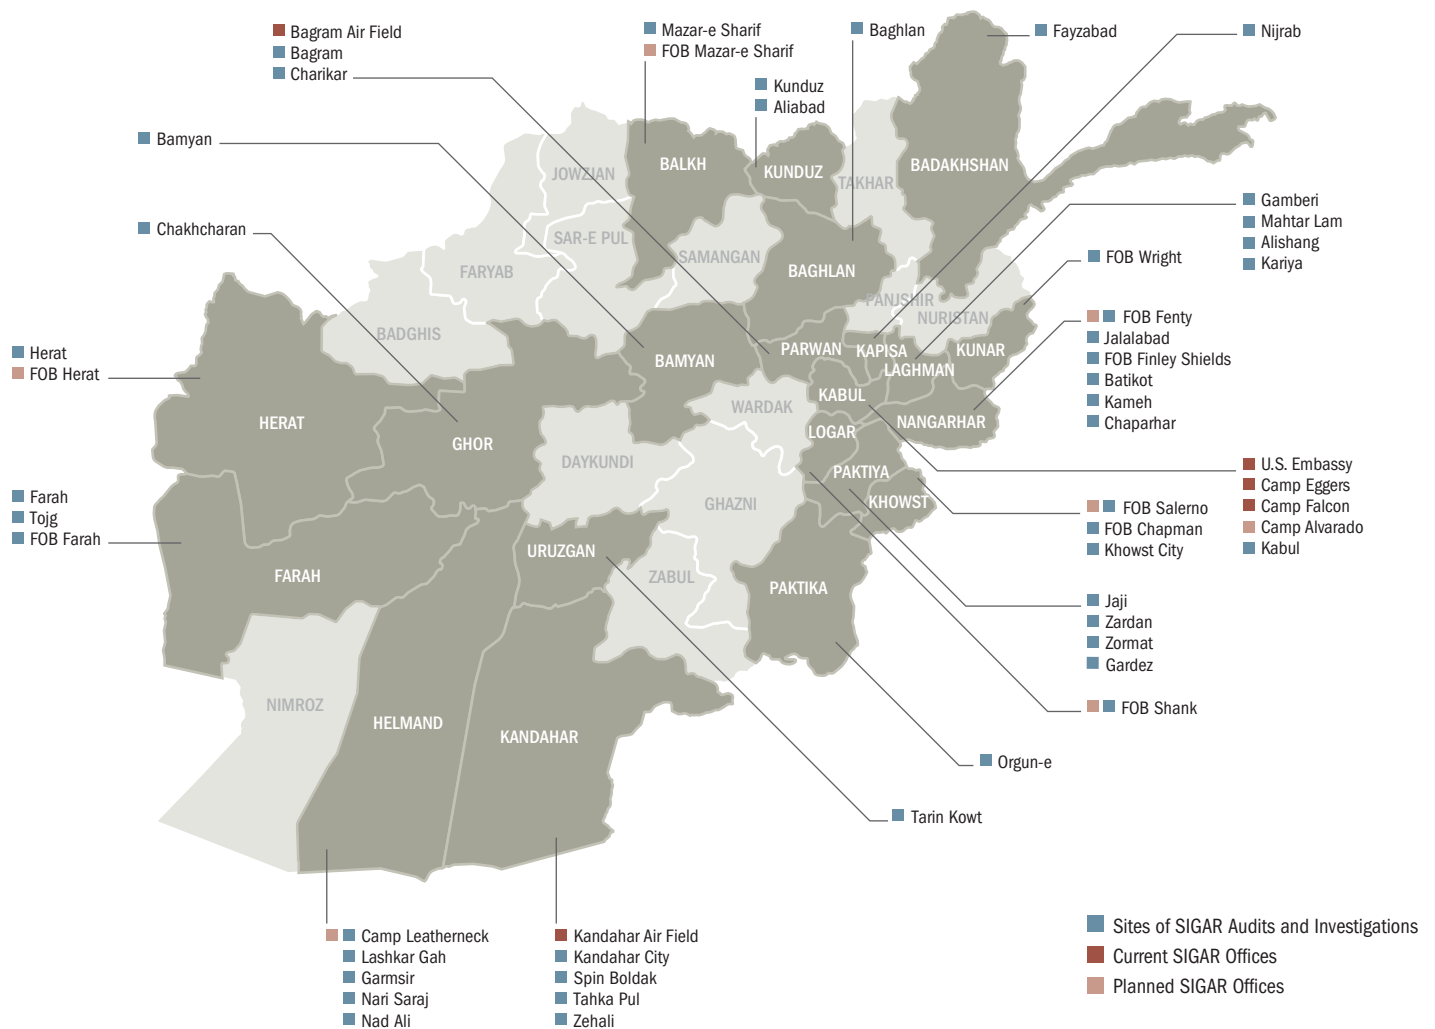 Bagram Air Field
Bagram
Charikar
Mazar-e Sharif
FOB Mazar-e Sharif
Kunduz
Aliabad
Baghlan
Fayzabad
Nijrab
Bamyan
Chakhcharan
Gamberi
Mahtar Lam
Alishang
Kariya
FOB Wright
Herat
FOB Herat
FOB Fenty
Jalalabad
FOB Finley Shields
Batikot
Kameh
Chaparhar
U.S. Embassy
Camp Eggers
Camp Falcon
Camp Alvarado
Kabul
Farah
Tojg
FOB Farah
FOB Salerno
FOB Chapman
Khowst City
Jaji
Zardan
Zormat
Gardez
FOB Shank
Orgun-e
Tarin Kowt
JOWZJAN
BALKH
KUNDUZ
TAKHAR
BADAKHSHAN
SAR-E PUL
FARYAB
SAMANGAN
BAGHLAN
PANJSHIR
NURISTAN
BADGHIS
BAMYAN
PARWAN
KAPISA
KUNAR
LAGHMAN
KABUL
WARDAK
NANGARHAR
HERAT
GHOR
LOGAR
DAYKUNDI
PAKTIYA
GHAZNI
KHOWST
URUZGAN
FARAH
ZABUL
PAKTIKA
NIMROZ
HELMAND
KANDAHAR
Camp Leatherneck
Lashkar Gah
Garmsir
Nari Saraj
Nad Ali
Kandahar Air Field
Kandahar City
Spin Boldak
Tahka Pul
Zehali
Sites of SIGAR Audits and Investigations
Current SIGAR Offices
Planned SIGAR Offices